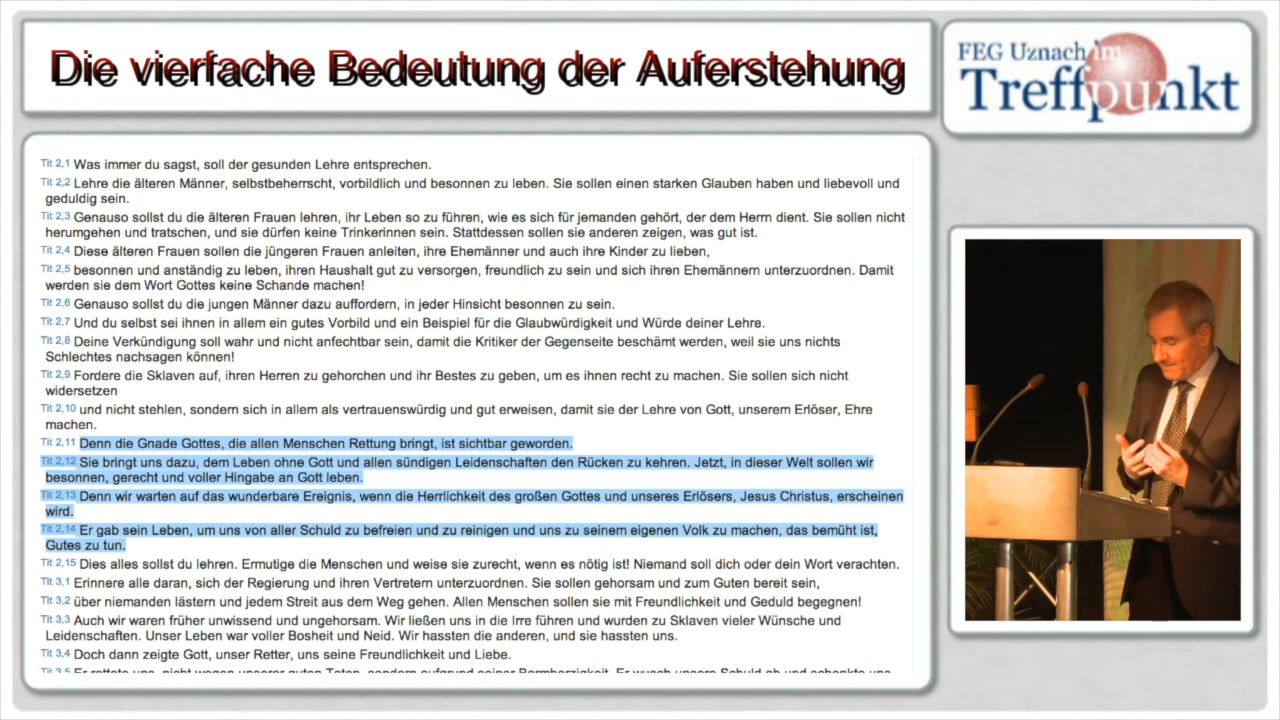 Die vierfache Bedeutung der Auferstehung
FEG Uznach im
Treffpunkt
Tit 2,1 Was immer du sagst, soll der gesunden Lehre entsprechen.
Tit 2,2 Lehre die älteren Männer, selbstbeherrscht, vorbildlich und besonnen zu leben. Sie sollen einen starken Glauben haben und liebevoll und
geduldig sein.
Tit 2,3 Genauso sollst du die älteren Frauen lehren, ihr Leben so zu führen, wie es sich für jemanden gehört, der dem Herrn dient. Sie sollen nicht
herumgehen und tratschen, und sie dürfen keine Trinkerinnen sein. Stattdessen sollen sie anderen zeigen, was gut ist.
Tit 2,4 Diese älteren Frauen sollen die jüngeren Frauen anleiten, ihre Ehemänner und auch ihre Kinder zu lieben,
Tit 2,5 besonnen und anständig zu leben, ihren Haushalt gut zu versorgen, freundlich zu sein und sich ihren Ehemännern unterzuordnen. Damit
werden sie dem Wort Gottes keine Schande machen!
Tit 2,6 Genauso sollst du die jungen Männer dazu auffordern, in jeder Hinsicht besonnen zu sein.
Tit 2,7 Und du selbst sei ihnen in allem ein gutes Vorbild und ein Beispiel für die Glaubwürdigkeit und Würde deiner Lehre.
Tit 2,8 Deine Verkündigung soll wahr und nicht anfechtbar sein, damit die Kritiker der Gegenseite beschämt werden, weil sie uns nichts
Schlechtes nachsagen können!
Tit 2,9 Fordere die Sklaven auf, ihren Herren zu gehorchen und ihr Bestes zu geben, um es ihnen recht zu machen. Sie sollen sich nicht
widersetzen
Tit 2,10 und nicht stehlen, sondern sich in allem als vertrauenswürdig und gut erweisen, damit sie der Lehre von Gott, unserem Erlöser, Ehre
machen.
Tit 2,11 Denn die Gnade Gottes, die allen Menschen Rettung bringt, ist sichtbar geworden.
Tit 2,12 Sie bringt uns dazu, dem Leben ohne Gott und allen sündigen Leidenschaften den Rücken zu kehren. Jetzt, in dieser Welt sollen wir
besonnen, gerecht und voller Hingabe an Gott leben.
Tit 2,13 Denn wir warten auf das wunderbare Ereignis, wenn die Herrlichkeit des großen Gottes und unseres Erlösers, Jesus Christus, erscheinen
wird.
Tit 2,14 Er gab sein Leben, um uns von aller Schuld zu befreien und zu reinigen und uns zu seinem eigenen Volk zu machen, das bemüht ist,
Gutes zu tun.
Tit 2,15 Dies alles sollst du lehren. Ermutige die Menschen und weise sie zurecht, wenn es nötig ist! Niemand soll dich oder dein Wort verachten.
Tit 3,1 Erinnere alle daran, sich der Regierung und ihren Vertretern unterzuordnen. Sie sollen gehorsam und zum Guten bereit sein,
Tit 3,2 über niemanden lästern und jedem Streit aus dem Weg gehen. Allen Menschen sollen sie mit Freundlichkeit und Geduld begegnen!
Tit 3,3 Auch wir waren früher unwissend und ungehorsam. Wir ließen uns in die Irre führen und wurden zu Sklaven vieler Wünsche und
Leidenschaften. Unser Leben war voller Bosheit und Neid. Wir hassten die anderen, und sie hassten uns.
Tit 3,4 Doch dann zeigte Gott, unser Retter, uns seine Freundlichkeit und Liebe.
Tit 3,5 Er rettete uns, nicht wegen unserer guten Taten, sondern aufgrund seiner Barmherzigkeit. Er wusch unsere Schuld ab und schenkte uns